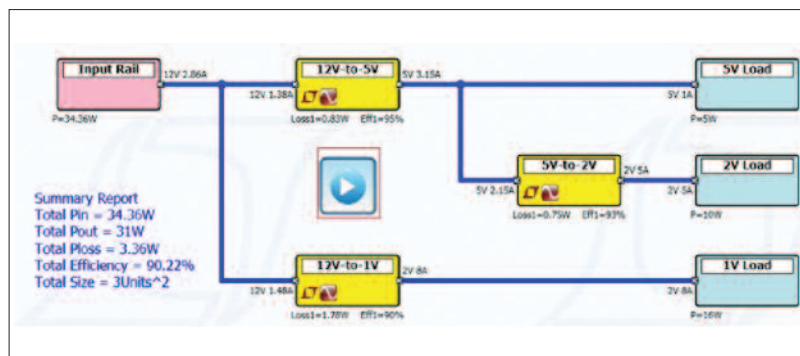 Input Rail
12V 2.86A
P=34.36W
12V-to-5V
5V 3.15A
12V 1.38A
Loss1=0.83W Eff1=95%
5V Load
5V 1A
P=5W
5V-to-2V
2V 5A
5V 2.15A
Loss1=0.75W Eff1=93%
2V Load
2V 5A
P=10W
Summary Report
Total Pin = 34.36W
Total Pout = 31W
Total Ploss = 3.36W
Total Efficiency = 90.22%
Total Size = 3Units^2
12V-to-1V
2V 8A
12V 1.48A
Loss1=1.78W Eff1=90%
1V Load
2V 8A
P=16W